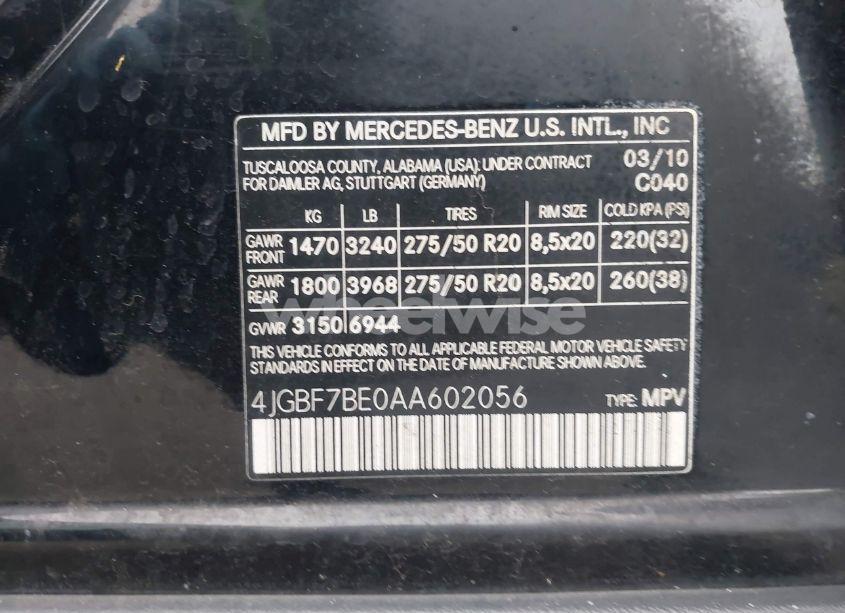 MFD BY MERCEDES-BENZ U.S. INTL., INC
TUSCALOOSA COUNTY, ALABAMA (USA): UNDER CONTRACT 03/10
FOR DAIMLER AG, STUTTGART (GERMANY) C040
KG LB TIRES RIM SIZE COLD KPA (PSI)
GAWR FRONT 1470 3240 275/50 R20 8,5x20 220(32)
GAWR REAR 1800 3968 275/50 R20 8,5x20 260(38)
wheelwise
GVWR 3150 6944
THIS VEHICLE CONFORMS TO ALL APPLICABLE FEDERAL MOTOR VEHICLE SAFETY
STANDARDS IN EFFECT ON THE DATE OF MANUFACTURE SHOWN ABOVE.
4JGBF7BE0AA602056 TYPE: MPV